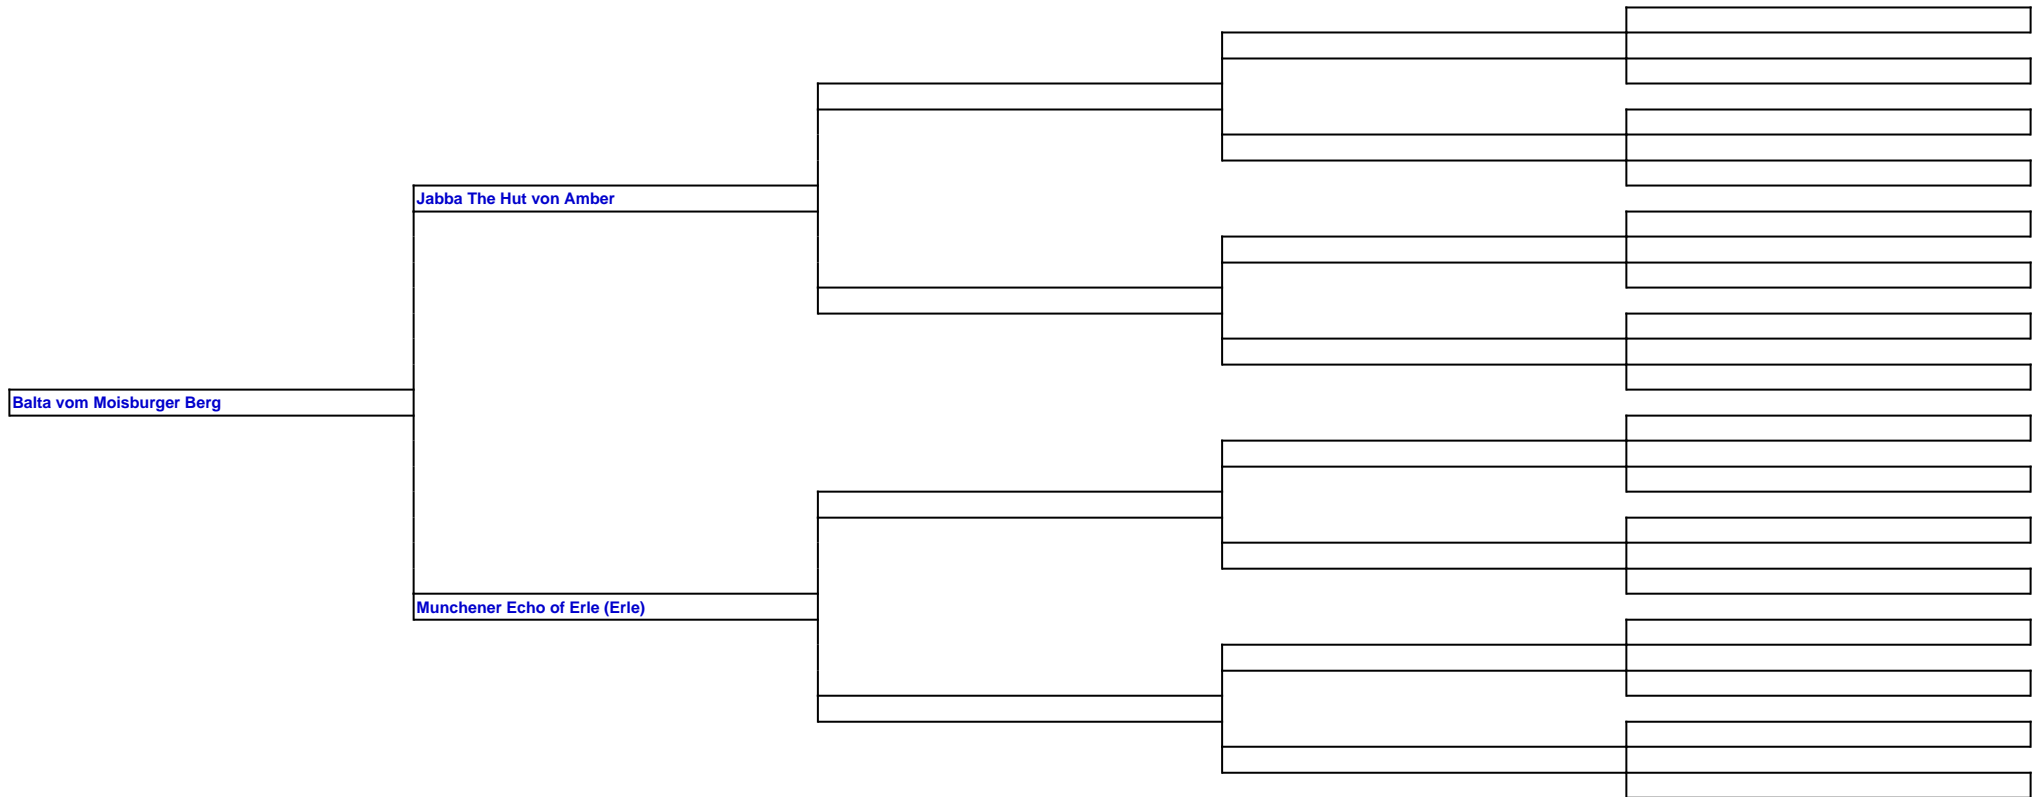 Jabba The Hut von Amber
Balta vom Moisburger Berg
Munchener Echo of Erle (Erle)